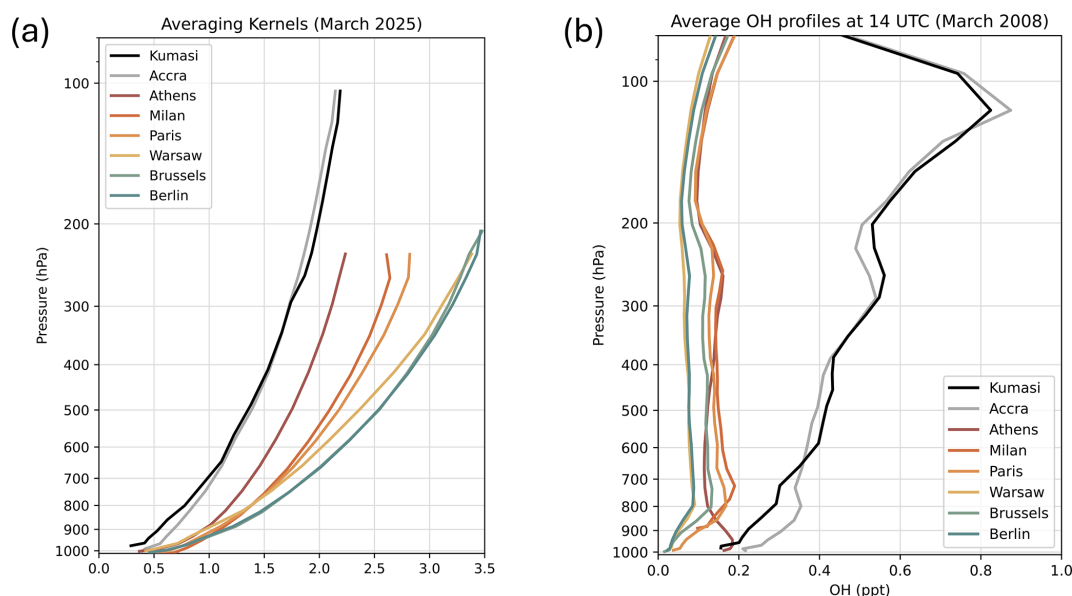 (a)
Averaging Kernels (March 2025)
Pressure (hPa)
100
200
300
400
500
600
700
800
900
1000
Kumasi
Accra
Athens
Milan
Paris
Warsaw
Brussels
Berlin
0.0 0.5 1.0 1.5 2.0 2.5 3.0 3.5
(b)
Average OH profiles at 14 UTC (March 2008)
Pressure (hPa)
100
200
300
400
500
600
700
800
900
1000
Kumasi
Accra
Athens
Milan
Paris
Warsaw
Brussels
Berlin
0.0 0.2 0.4 0.6 0.8 1.0
OH (ppt)